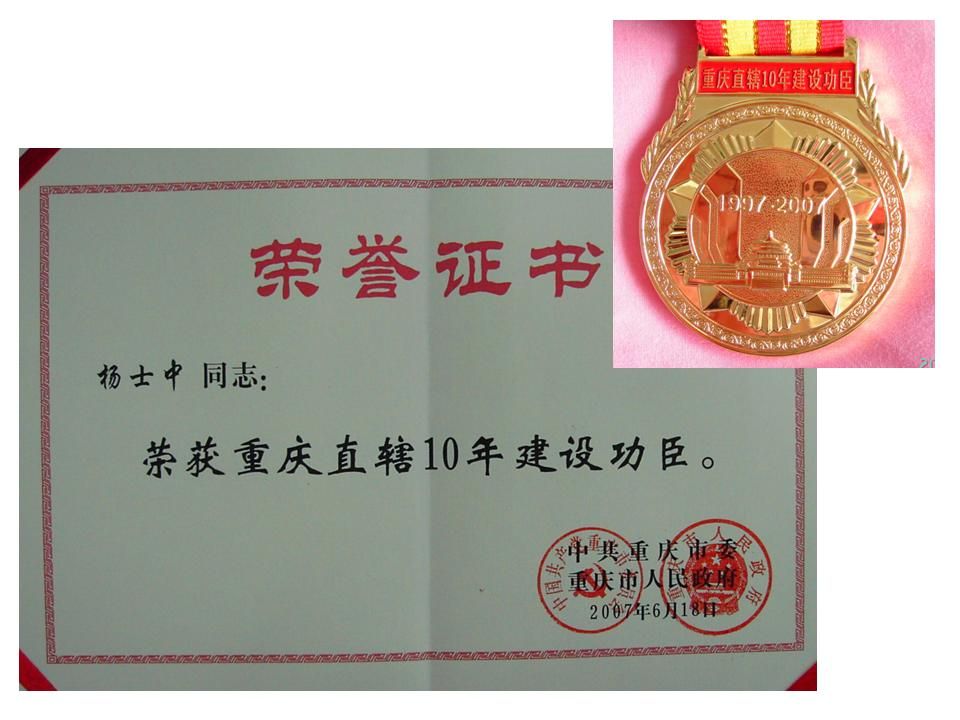 重庆直辖10年建设功臣
1997·2007
荣誉证书
杨士中 同志：
荣获重庆直辖10年建设功臣。
中共重庆市委
重庆市人民政府
2007年6月18日